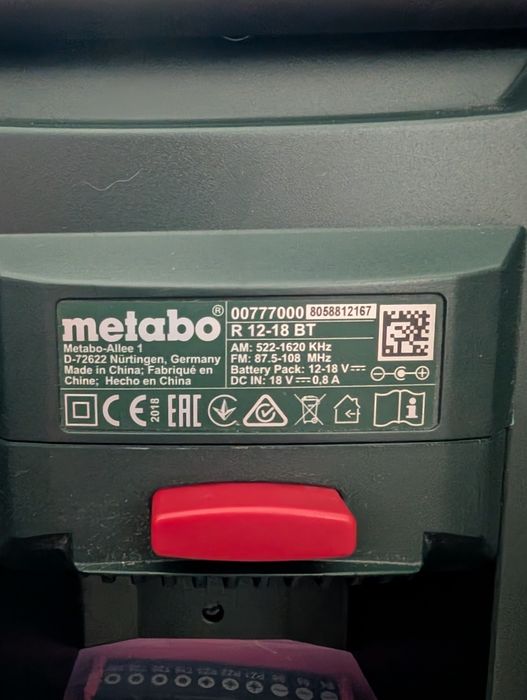 metabo®
Metabo-Allee 1
D-72622 Nürtingen, Germany
Made in China; Fabriqué en
Chine; Hecho en China
00777000 8058812167
R 12-18 BT
AM: 522-1620 KHz
FM: 87.5-108 MHz
Battery Pack: 12-18 V⎓
DC IN: 18 V⎓0,8 A
CE 2018 EAC